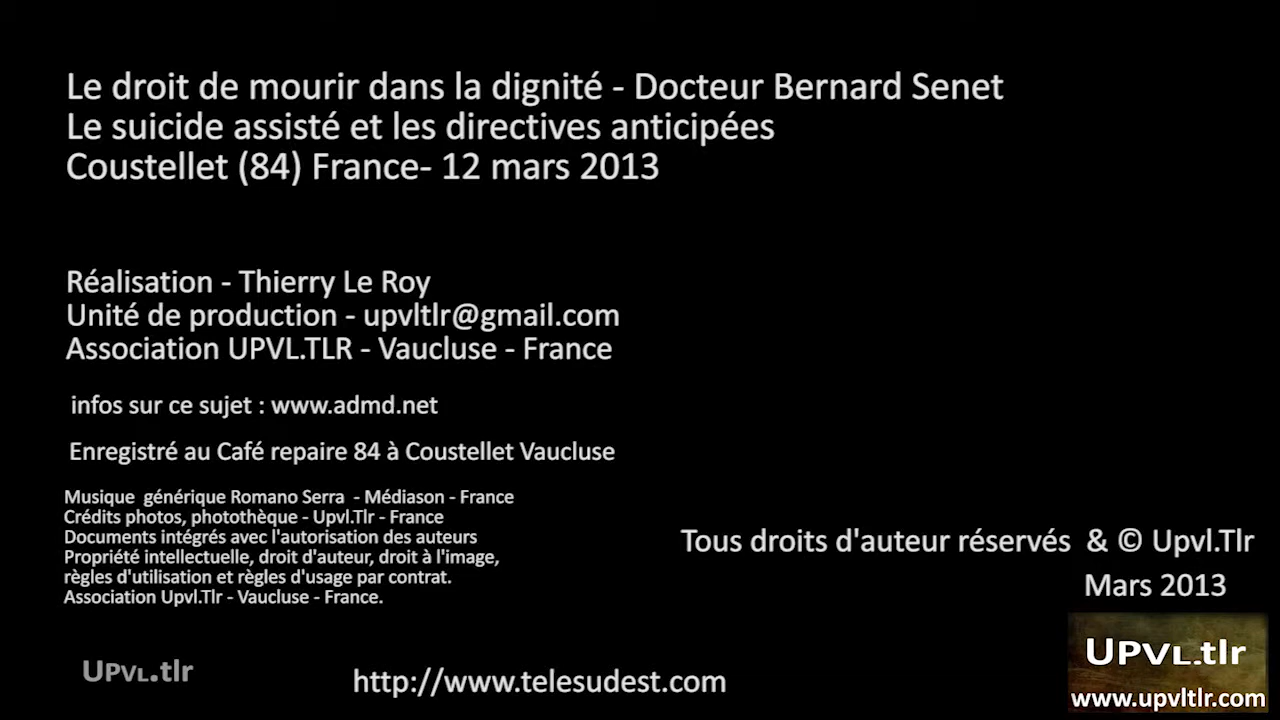 Le droit de mourir dans la dignité - Docteur Bernard Senet
Le suicide assisté et les directives anticipées
Coustellet (84) France- 12 mars 2013
Réalisation - Thierry Le Roy
Unité de production - upvltlr@gmail.com
Association UPVL.TLR - Vaucluse - France
infos sur ce sujet : www.admd.net
Enregistré au Café repaire 84 à Coustellet Vaucluse
Musique  générique Romano Serra  - Médiason - France
Crédits photos, photothèque - Upvl.Tlr - France
Documents intégrés avec l'autorisation des auteurs
Propriété intellectuelle, droit d'auteur, droit à l'image,
règles d'utilisation et règles d'usage par contrat.
Association Upvl.Tlr - Vaucluse - France.
Tous droits d'auteur réservés  & © Upvl.Tlr
Mars 2013
UPVL.tlr
http://www.telesudest.com
UPVL.tlr
www.upvltlr.com